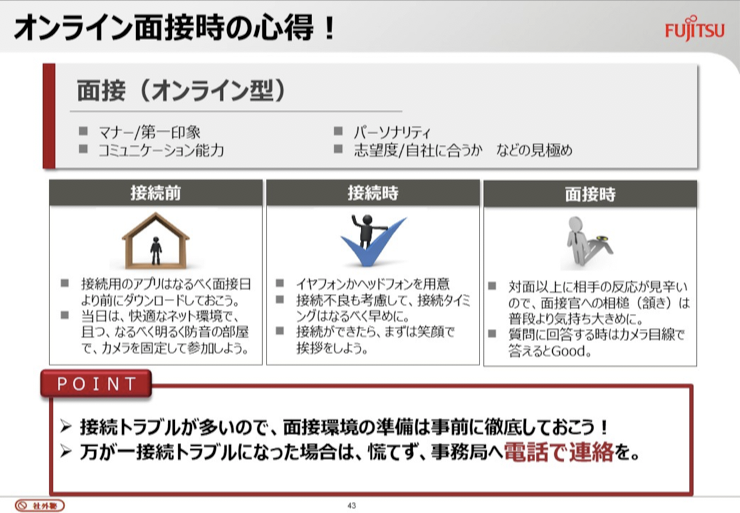 オンライン面接時の心得！
FUJITSU
面接（オンライン型）
■ マナー/第一印象
■ コミュニケーション能力
■ パーソナリティ
■ 志望度/自社に合うか　などの見極め
接続前
■ 接続用のアプリはなるべく面接日
より前にダウンロードしておこう。
■ 当日は、快適なネット環境で、
且つ、なるべく明るく防音の部屋
で、カメラを固定して参加しよう。
接続時
■ イヤフォンかヘッドフォンを用意
■ 接続不良も考慮して、接続タイミ
ングはなるべく早めに。
■ 接続ができたら、まずは笑顔で
挨拶をしよう。
面接時
■ 対面以上に相手の反応が見辛い
ので、面接官への相槌（頷き）は
普段より気持ち大きめに。
■ 質問に回答する時はカメラ目線で
答えるとGood。
POINT
➢ 接続トラブルが多いので、面接環境の準備は事前に徹底しておこう！
➢ 万が一接続トラブルになった場合は、慌てず、事務局へ電話で連絡を。
社外秘
43